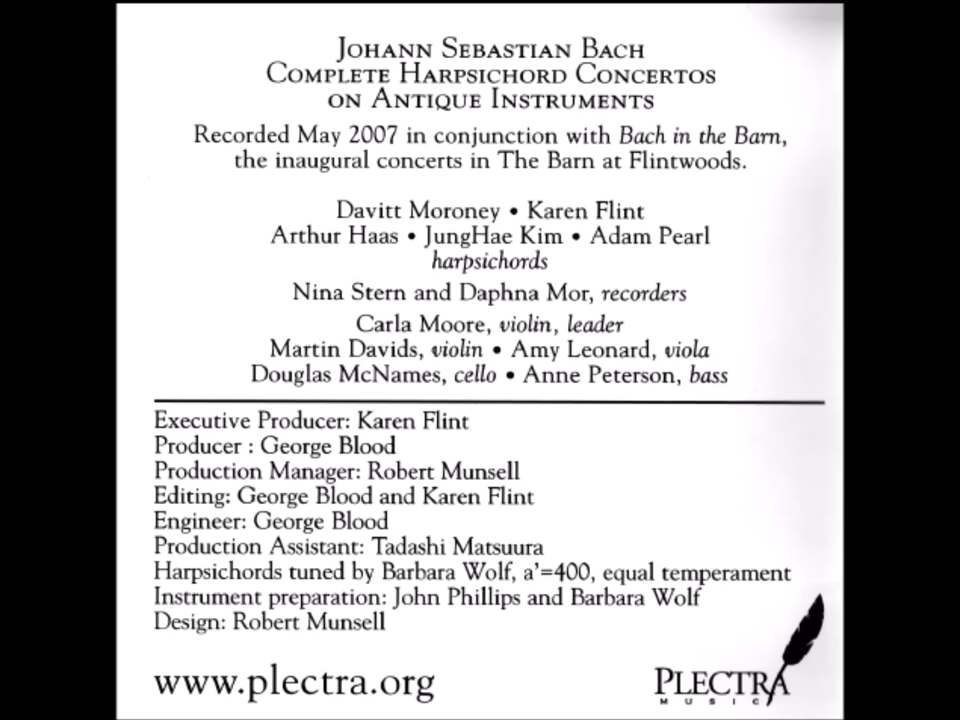 Johann Sebastian Bach
Complete Harpsichord Concertos
on Antique Instruments
Recorded May 2007 in conjunction with Bach in the Barn,
the inaugural concerts in The Barn at Flintwoods.
Davitt Moroney • Karen Flint
Arthur Haas • JungHae Kim • Adam Pearl
harpsichords
Nina Stern and Daphna Mor, recorders
Carla Moore, violin, leader
Martin Davids, violin • Amy Leonard, viola
Douglas McNames, cello • Anne Peterson, bass
Executive Producer: Karen Flint
Producer : George Blood
Production Manager: Robert Munsell
Editing: George Blood and Karen Flint
Engineer: George Blood
Production Assistant: Tadashi Matsuura
Harpsichords tuned by Barbara Wolf, a'=400, equal temperament
Instrument preparation: John Phillips and Barbara Wolf
Design: Robert Munsell
www.plectra.org
PLECTRA
MUSIC